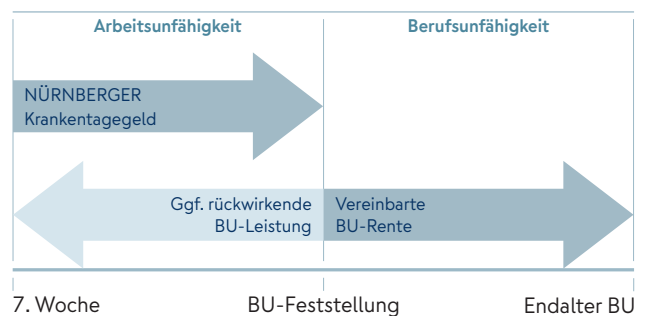 Arbeitsunfähigkeit
Berufsunfähigkeit
NÜRNBERGER
Krankentagegeld
Ggf. rückwirkende
BU-Leistung
Vereinbarte
BU-Rente
7. Woche
BU-Feststellung
Endalter BU